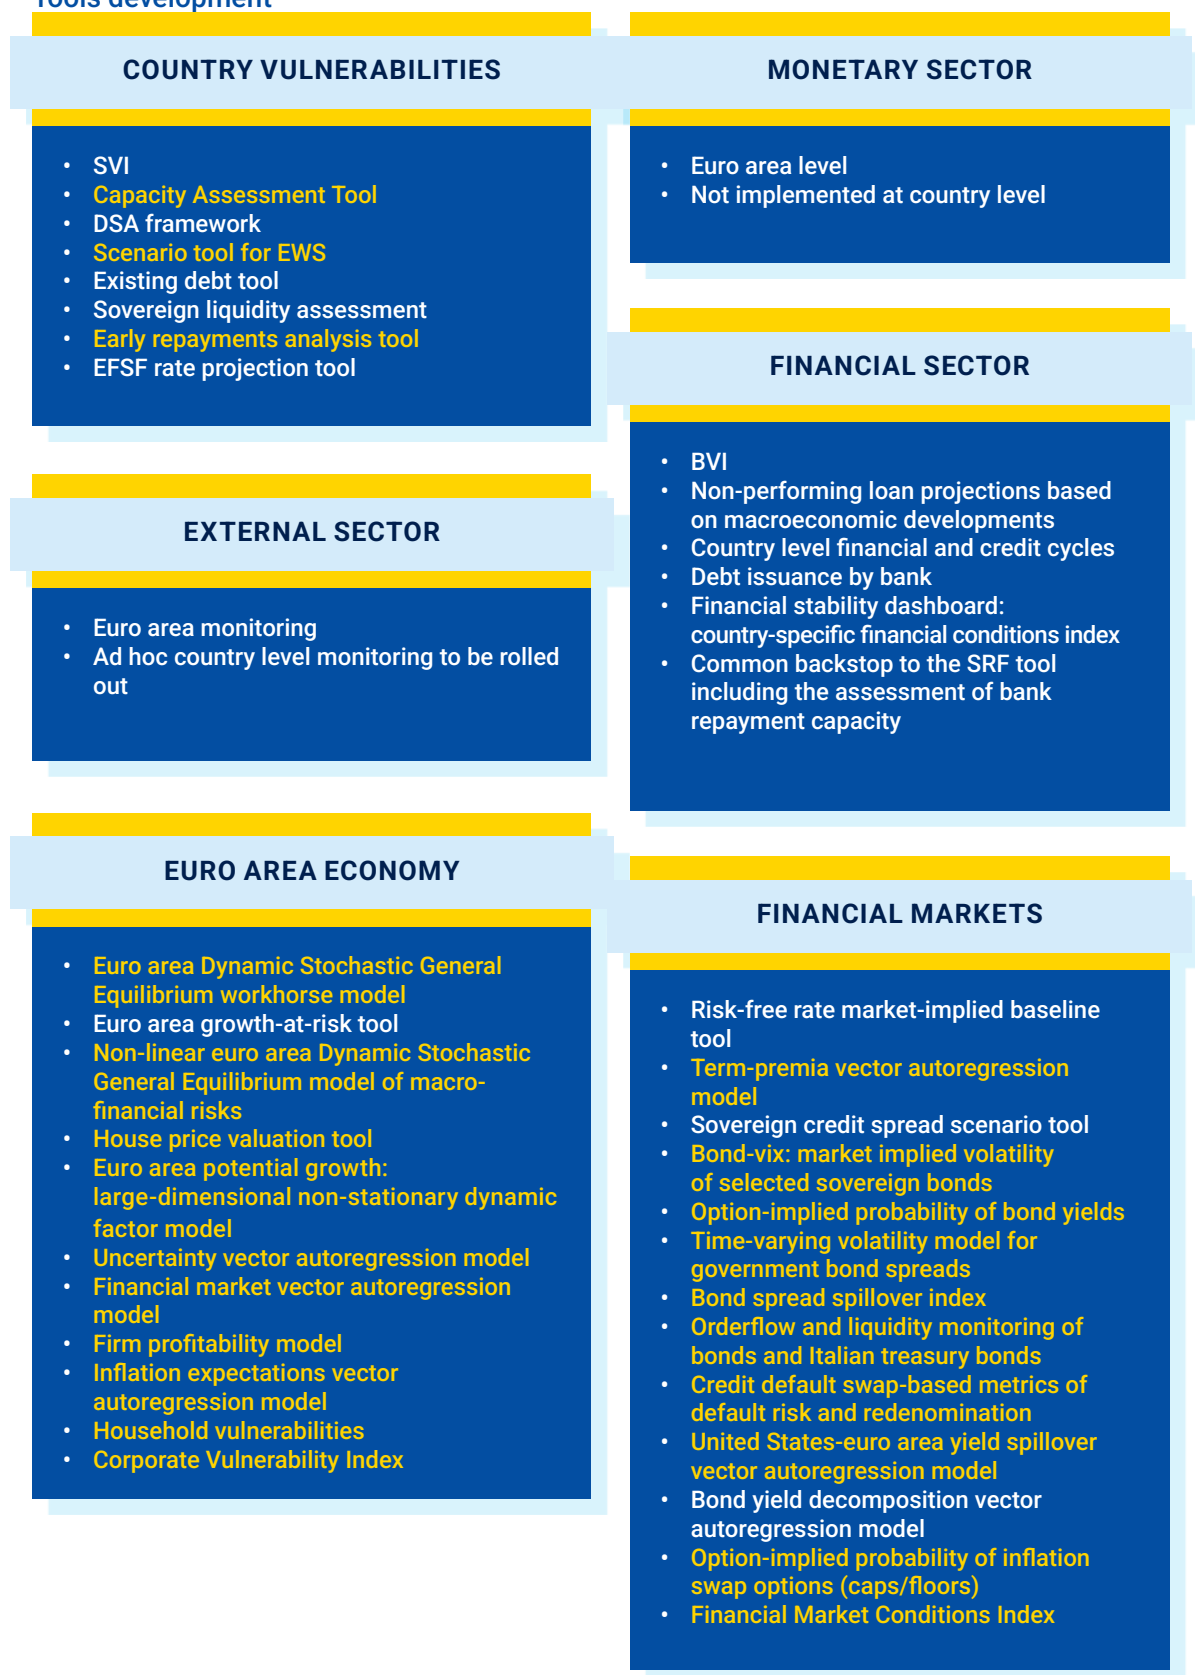 Tools development
COUNTRY VULNERABILITIES
• SVI
• Capacity Assessment Tool
• DSA framework
• Scenario tool for EWS
• Existing debt tool
• Sovereign liquidity assessment
• Early repayments analysis tool
• EFSF rate projection tool
EXTERNAL SECTOR
• Euro area monitoring
• Ad hoc country level monitoring to be rolled
out
EURO AREA ECONOMY
• Euro area Dynamic Stochastic General
Equilibrium workhorse model
• Euro area growth-at-risk tool
• Non-linear euro area Dynamic Stochastic
General Equilibrium model of macro-
financial risks
• House price valuation tool
• Euro area potential growth:
large-dimensional non-stationary dynamic
factor model
• Uncertainty vector autoregression model
• Financial market vector autoregression
model
• Firm profitability model
• Inflation expectations vector
autoregression model
• Household vulnerabilities
• Corporate Vulnerability Index
MONETARY SECTOR
• Euro area level
• Not implemented at country level
FINANCIAL SECTOR
• BVI
• Non-performing loan projections based
on macroeconomic developments
• Country level financial and credit cycles
• Debt issuance by bank
• Financial stability dashboard:
country-specific financial conditions index
• Common backstop to the SRF tool
including the assessment of bank
repayment capacity
FINANCIAL MARKETS
• Risk-free rate market-implied baseline
tool
• Term-premia vector autoregression
model
• Sovereign credit spread scenario tool
• Bond-vix: market implied volatility
of selected sovereign bonds
• Option-implied probability of bond yields
• Time-varying volatility model for
government bond spreads
• Bond spread spillover index
• Orderflow and liquidity monitoring of
bonds and Italian treasury bonds
• Credit default swap-based metrics of
default risk and redenomination
• United States-euro area yield spillover
vector autoregression model
• Bond yield decomposition vector
autoregression model
• Option-implied probability of inflation
swap options (caps/floors)
• Financial Market Conditions Index